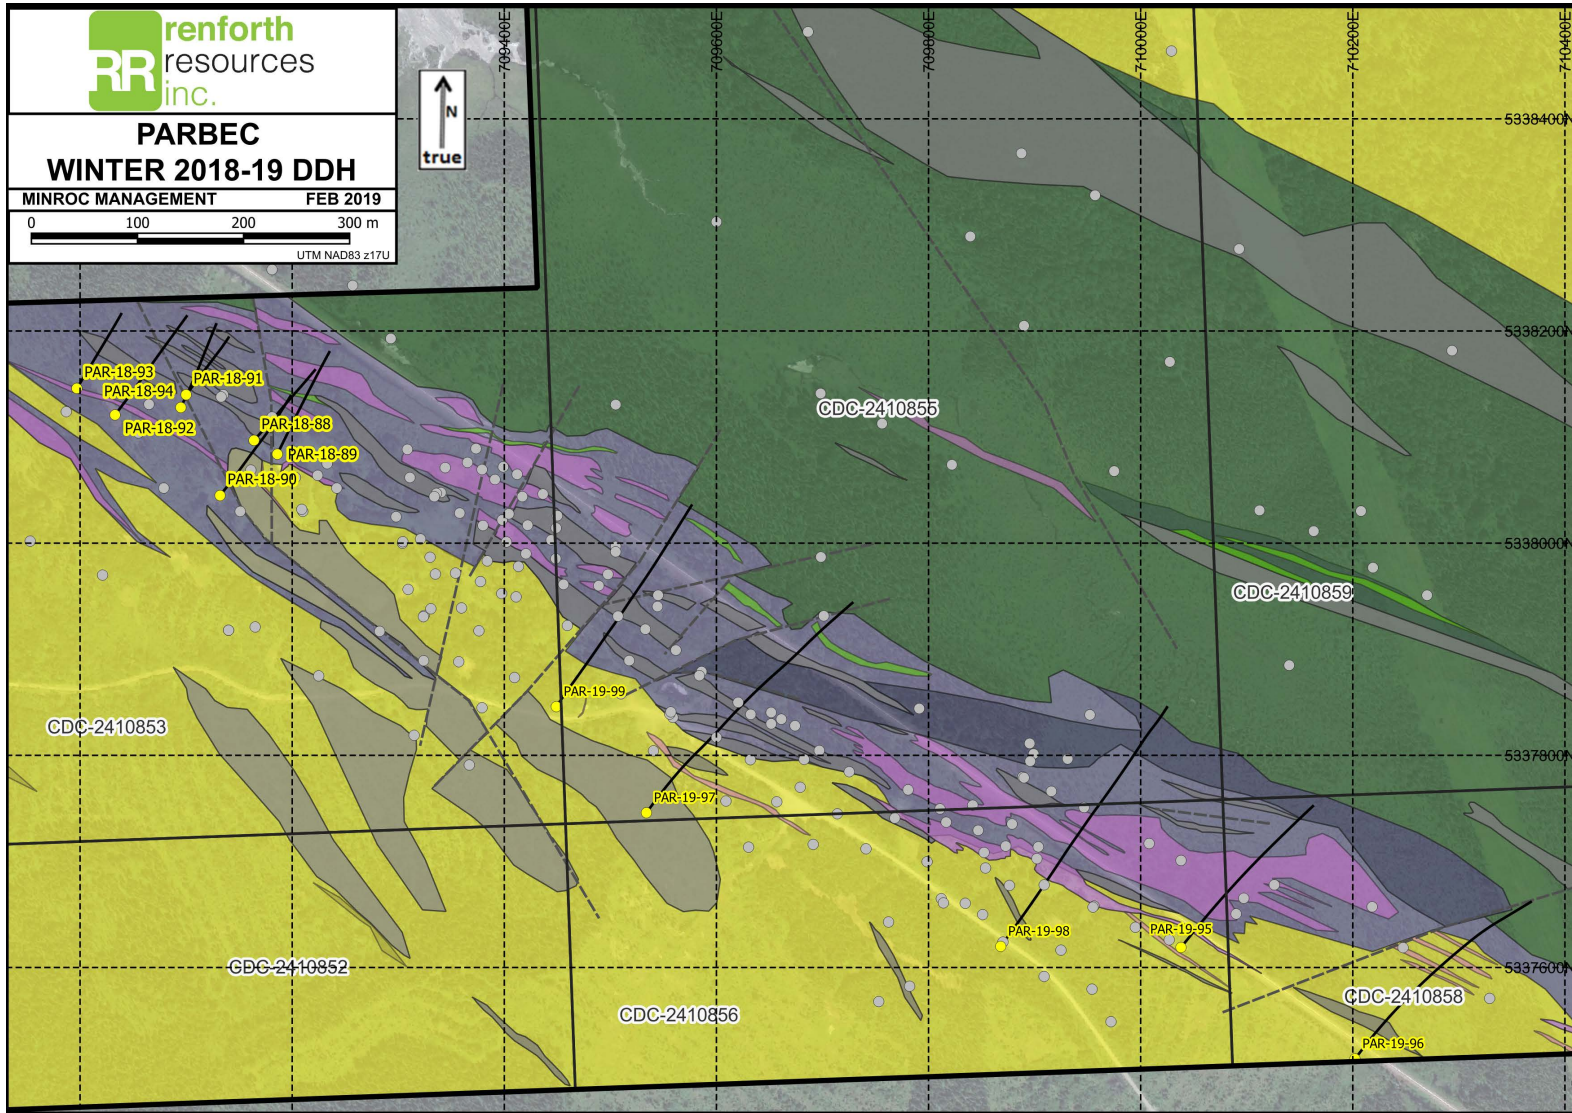 RR
renforth
resources
inc.
PARBEC
WINTER 2018-19 DDH
MINROC MANAGEMENT FEB 2019
0 100 200 300 m
UTM NAD83 z17U
N
true
709400E
709600E
709800E
710000E
710200E
710400E
5338400N
5338200N
PAR-18-93
PAR-18-94
PAR-18-91
PAR-18-92
PAR-18-88
PAR-18-89
PAR-18-90
CDC-2410855
5338000N
CDC-2410859
PAR-19-99
CDC-2410853
5337800N
PAR-19-97
PAR-19-98
PAR-19-95
CDC-2410852
5337600N
CDC-2410858
CDC-2410856
PAR-19-96